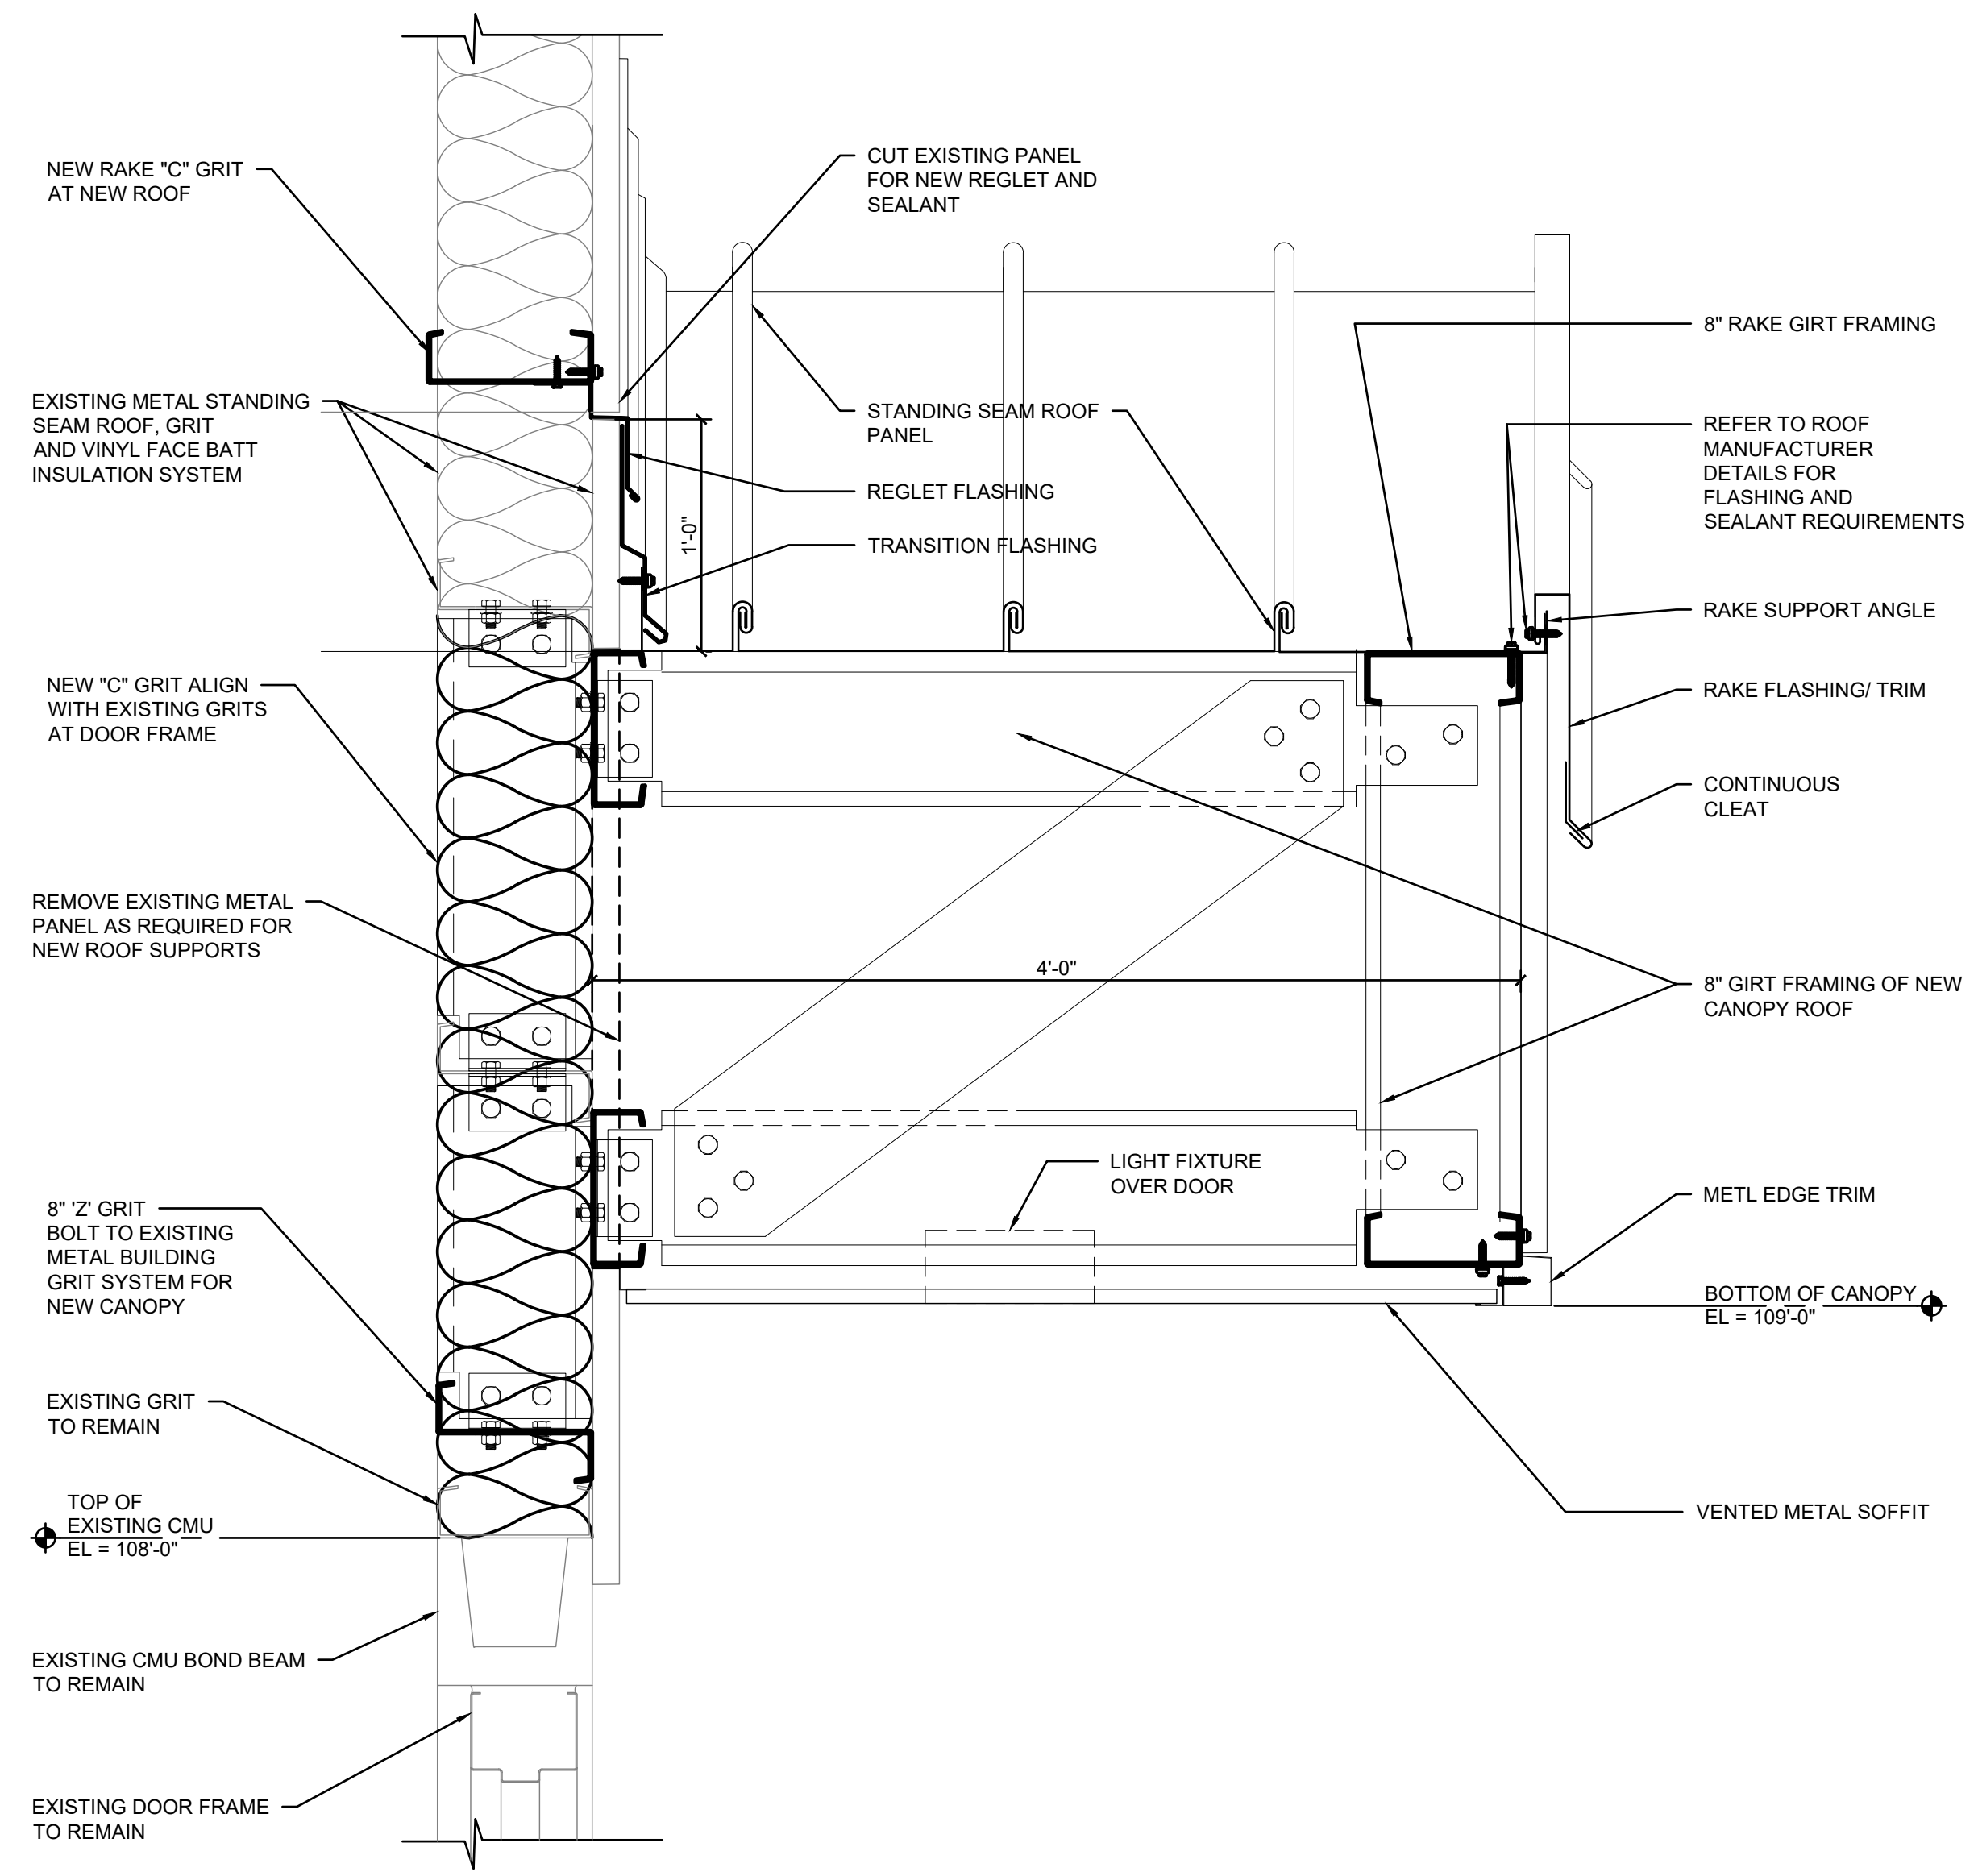 NEW RAKE "C" GRIT
AT NEW ROOF
EXISTING METAL STANDING
SEAM ROOF, GRIT
AND VINYL FACE BATT
INSULATION SYSTEM
NEW "C" GRIT ALIGN
WITH EXISTING GRITS
AT DOOR FRAME
REMOVE EXISTING METAL
PANEL AS REQUIRED FOR
NEW ROOF SUPPORTS
8" 'Z' GRIT
BOLT TO EXISTING
METAL BUILDING
GRIT SYSTEM FOR
NEW CANOPY
EXISTING GRIT
TO REMAIN
TOP OF
EXISTING CMU
EL = 108'-0"
EXISTING CMU BOND BEAM
TO REMAIN
EXISTING DOOR FRAME
TO REMAIN
CUT EXISTING PANEL
FOR NEW REGLET AND
SEALANT
STANDING SEAM ROOF
PANEL
REGLET FLASHING
TRANSITION FLASHING
1'-0"
4'-0"
LIGHT FIXTURE
OVER DOOR
8" RAKE GIRT FRAMING
REFER TO ROOF
MANUFACTURER
DETAILS FOR
FLASHING AND
SEALANT REQUIREMENTS
RAKE SUPPORT ANGLE
RAKE FLASHING/ TRIM
CONTINUOUS
CLEAT
8" GIRT FRAMING OF NEW
CANOPY ROOF
METL EDGE TRIM
BOTTOM OF CANOPY
EL = 109'-0"
VENTED METAL SOFFIT